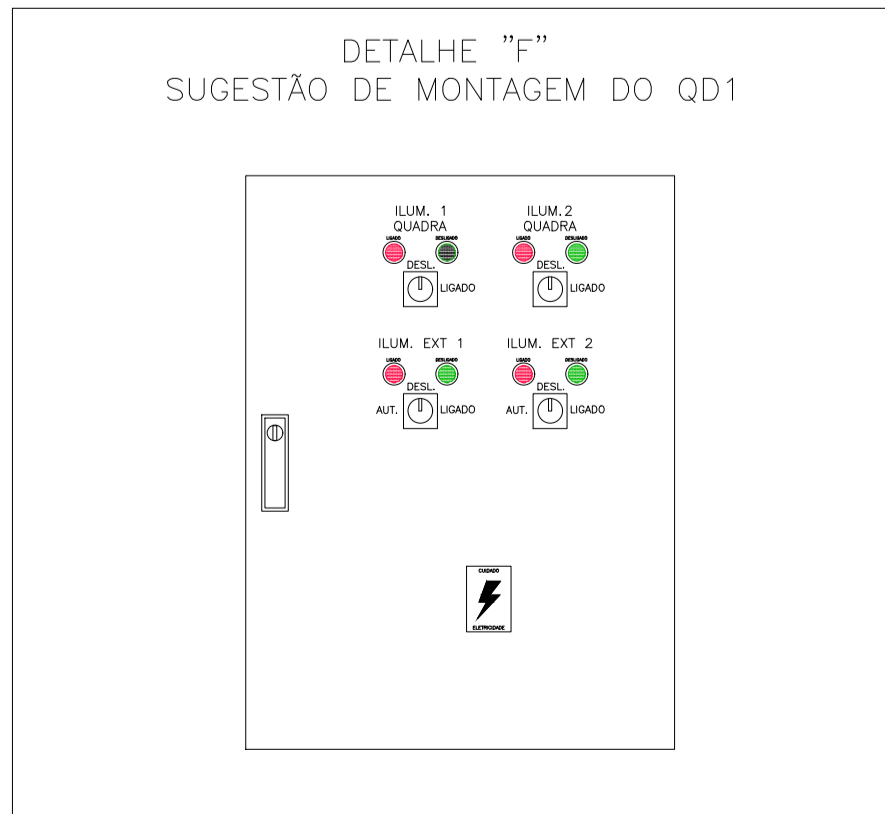 DETALHE "F"
SUGESTÃO DE MONTAGEM DO QD1
ILUM. 1
QUADRA
LIGADO
DESLIGADO
DESL.
LIGADO
ILUM.2
QUADRA
LIGADO
DESLIGADO
DESL.
LIGADO
ILUM. EXT 1
LIGADO
DESLIGADO
DESL.
AUT.
LIGADO
ILUM. EXT 2
LIGADO
DESLIGADO
DESL.
AUT.
LIGADO
CUIDADO
ELETRICIDADE